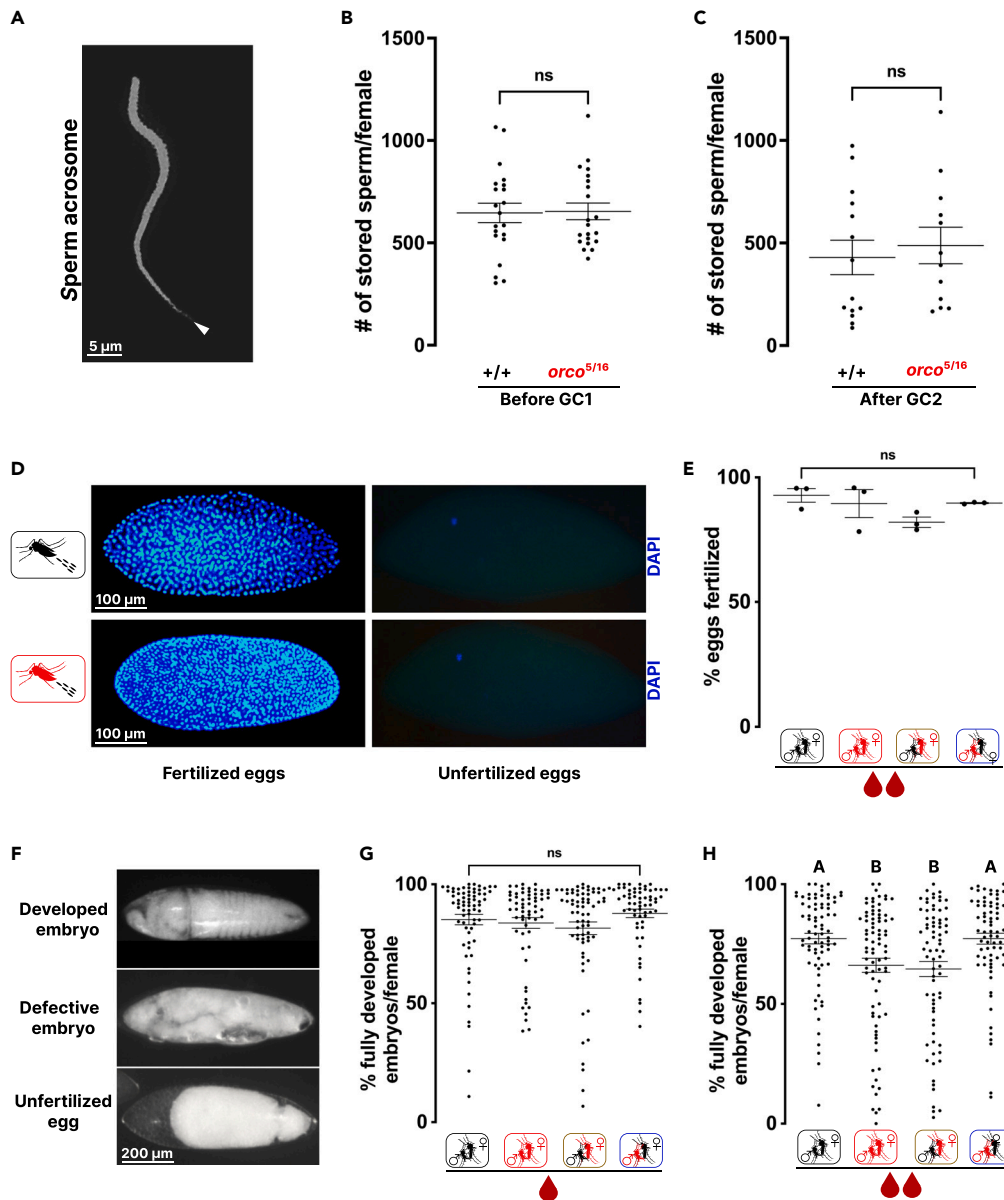 A
Sperm acrosome
5 µm
B
# of stored sperm/female
1500
1000
500
0
ns
+/+
orco5/16
Before GC1
C
# of stored sperm/female
1500
1000
500
0
ns
+/+
orco5/16
After GC2
D
100 µm
DAPI
100 µm
DAPI
Fertilized eggs
Unfertilized eggs
E
% eggs fertilized
100
50
0
ns
♂ ♀
♂ ♀
♂ ♀
♂ ♀
F
Developed
embryo
Defective
embryo
Unfertilized
egg
200 µm
G
% fully developed
embryos/female
100
50
0
ns
♂ ♀
♂ ♀
♂ ♀
♂ ♀
H
% fully developed
embryos/female
100
50
0
A B B A
♂ ♀
♂ ♀
♂ ♀
♂